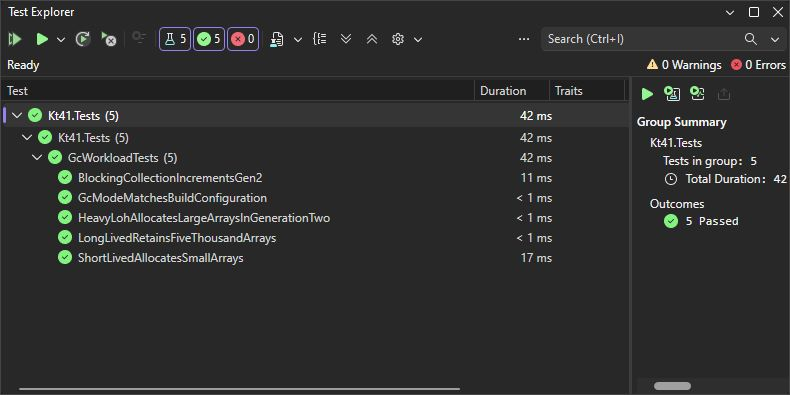 Test Explorer
5 5 0 Search (Ctrl+I)
Ready 0 Warnings 0 Errors
Test Duration Traits
Kt41.Tests (5) 42 ms
Kt41.Tests (5) 42 ms
GcWorkloadTests (5) 42 ms
BlockingCollectionIncrementsGen2 11 ms
GcModeMatchesBuildConfiguration < 1 ms
HeavyLohAllocatesLargeArraysInGenerationTwo < 1 ms
LongLivedRetainsFiveThousandArrays < 1 ms
ShortLivedAllocatesSmallArrays 17 ms
Group Summary
Kt41.Tests
Tests in group: 5
Total Duration: 42
Outcomes
5 Passed